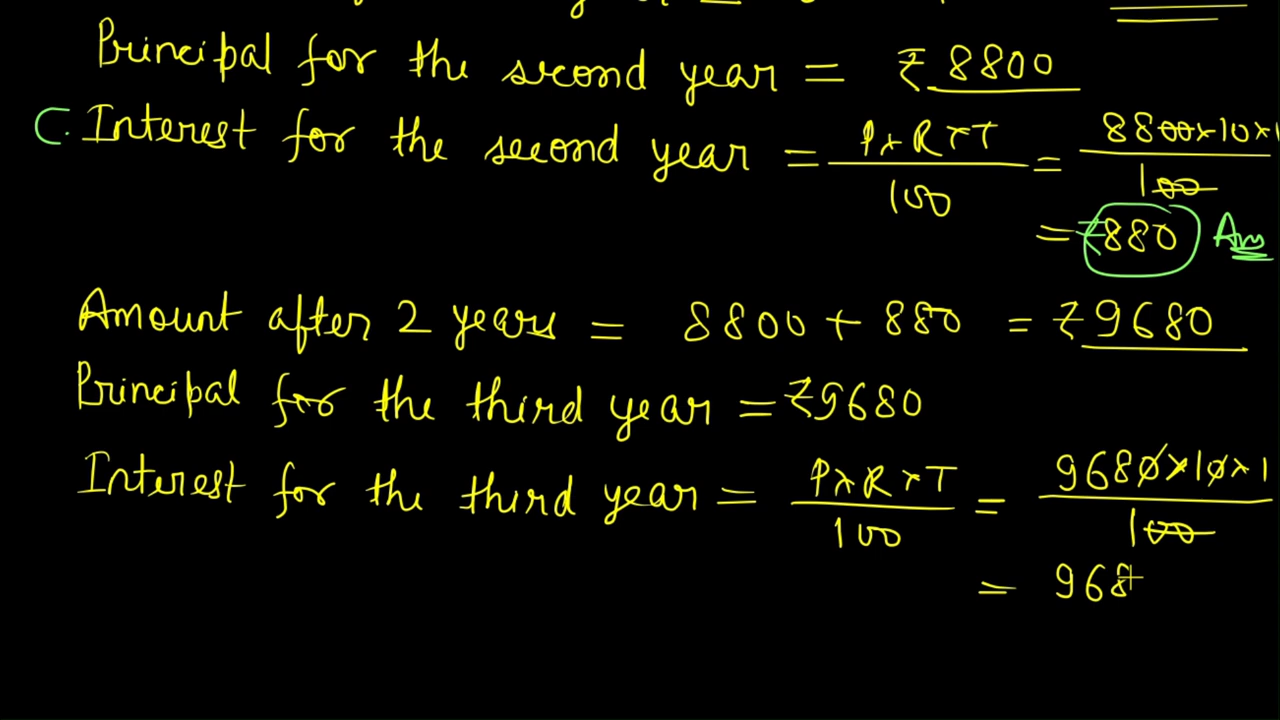 Principal for the second year = ₹ 8800
C. Interest for the second year = P x R x T / 100 = 8800 x 10 x 1 / 100
= ₹880 Ans
Amount after 2 years = 8800 + 880 = ₹9680
Principal for the third year = ₹9680
Interest for the third year = P x R x T / 100 = 9680 x 10 x 1 / 100
= 968